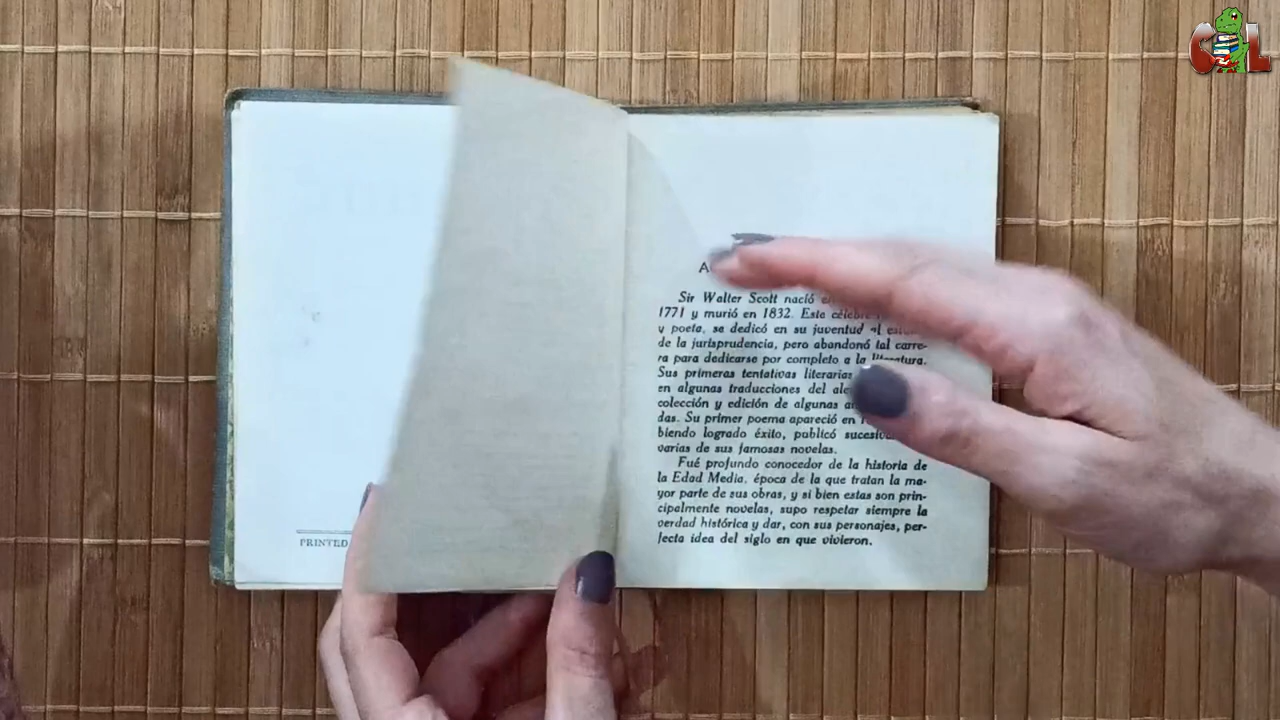 CL
PRINTED
A
Sir Walter Scott nació
1771 y murió en 1832. Este célebre
y poeta, se dedicó en su juventud al
de la jurisprudencia, pero abandonó tal carre-
ra para dedicarse por completo a la literatura.
Sus primeras tentativas literarias
en algunas traducciones del
colección y edición de algunas
das. Su primer poema apareció en
biendo logrado éxito, publicó
varias de sus famosas novelas.
Fué profundo conocedor de la historia de
la Edad Media, época de la que tratan la ma-
yor parte de sus obras, y si bien estas son prin-
cipalmente novelas, supo respetar siempre la
verdad histórica y dar, con sus personajes, per-
fecta idea del siglo en que vivieron.